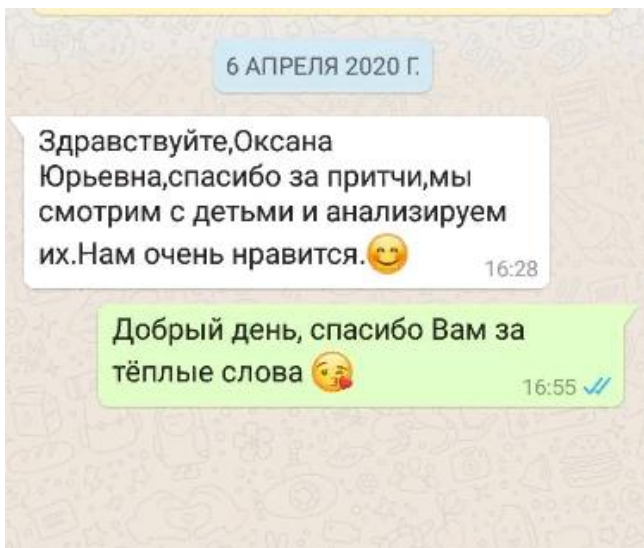 6 АПРЕЛЯ 2020 Г.
Здравствуйте,Оксана
Юрьевна,спасибо за притчи,мы
смотрим с детьми и анализируем
их.Нам очень нравится.😊
16:28
Добрый день, спасибо Вам за
тёплые слова 😘
16:55